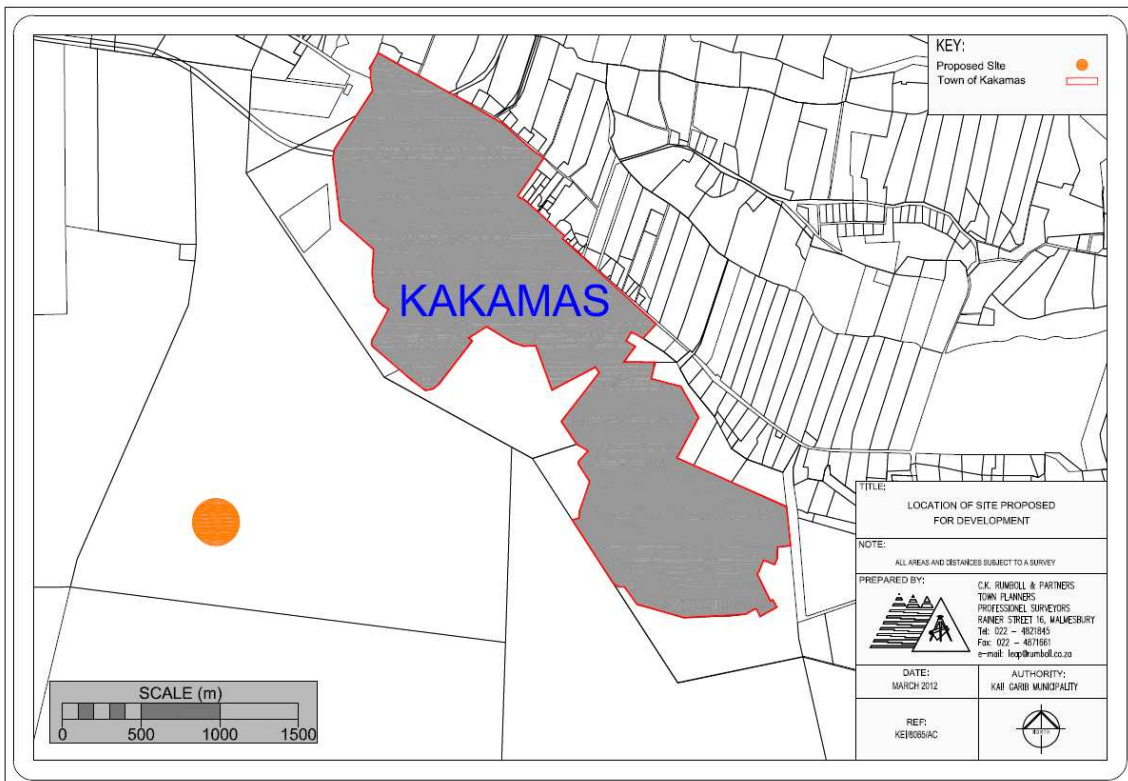 KEY:
Proposed Site
Town of Kakamas
KAKAMAS
TITLE:
LOCATION OF SITE PROPOSED
FOR DEVELOPMENT
NOTE:
ALL AREAS AND DISTANCES SUBJECT TO A SURVEY
PREPARED BY:
C.K. RUMBOLL & PARTNERS
TOWN PLANNERS
PROFESSIONEL SURVEYORS
RAINIER STREET 16, MALMESBURY
Tel: 022 - 4821845
Fax: 022 - 4871661
e-mail: leap@rumboll.co.za
DATE:
MARCH 2012
AUTHORITY:
KAI! GARIB MUNICIPALITY
REF:
KEI/8065/AC
NORTH
SCALE (m)
0 500 1000 1500